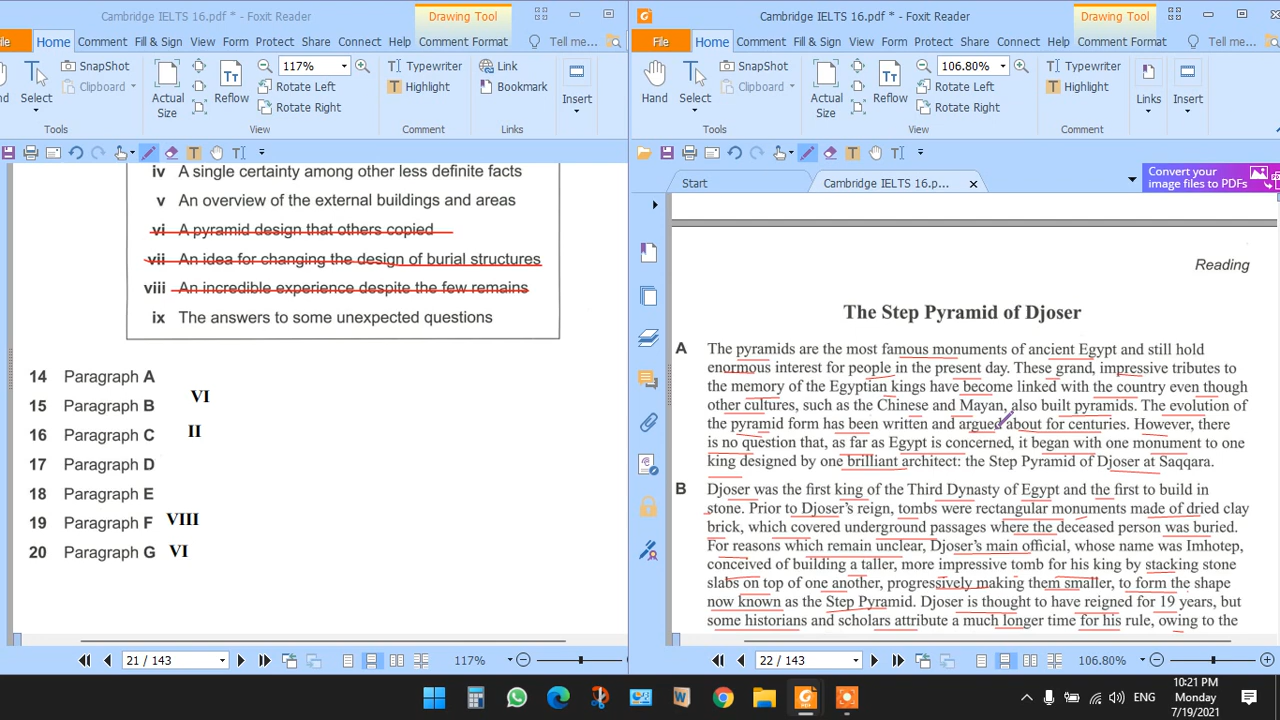 Cambridge IELTS 16.pdf * - Foxit Reader
Drawing Tool
Cambridge IELTS 16.pdf * - Foxit Reader
Drawing Tool
File Home Comment Fill & Sign View Form Protect Share Connect Help Comment Format Tell me...
File Home Comment Fill & Sign View Form Protect Share Connect Help Comment Format Tell me...
Select SnapShot Clipboard Actual Size Reflow 117% Rotate Left Rotate Right Typewriter Highlight Link Bookmark Insert
Tools View Comment Links
Hand Select SnapShot Clipboard Actual Size Reflow 106.80% Rotate Left Rotate Right Typewriter Highlight Links Insert
Tools View Comment
Start
Cambridge IELTS 16.p...
Convert your
image files to PDFs
iv A single certainty among other less definite facts
v An overview of the external buildings and areas
vi A pyramid design that others copied
vii An idea for changing the design of burial structures
viii An incredible experience despite the few remains
ix The answers to some unexpected questions
14 Paragraph A
15 Paragraph B VI
16 Paragraph C II
17 Paragraph D
18 Paragraph E
19 Paragraph F VIII
20 Paragraph G VI
Reading
The Step Pyramid of Djoser
A The pyramids are the most famous monuments of ancient Egypt and still hold
enormous interest for people in the present day. These grand, impressive tributes to
the memory of the Egyptian kings have become linked with the country even though
other cultures, such as the Chinese and Mayan, also built pyramids. The evolution of
the pyramid form has been written and argued about for centuries. However, there
is no question that, as far as Egypt is concerned, it began with one monument to one
king designed by one brilliant architect: the Step Pyramid of Djoser at Saqqara.
B Djoser was the first king of the Third Dynasty of Egypt and the first to build in
stone. Prior to Djoser's reign, tombs were rectangular monuments made of dried clay
brick, which covered underground passages where the deceased person was buried.
For reasons which remain unclear, Djoser's main official, whose name was Imhotep,
conceived of building a taller, more impressive tomb for his king by stacking stone
slabs on top of one another, progressively making them smaller, to form the shape
now known as the Step Pyramid. Djoser is thought to have reigned for 19 years, but
some historians and scholars attribute a much longer time for his rule, owing to the
21 / 143
117%
22 / 143
106.80%
ENG
10:21 PM
Monday
7/19/2021